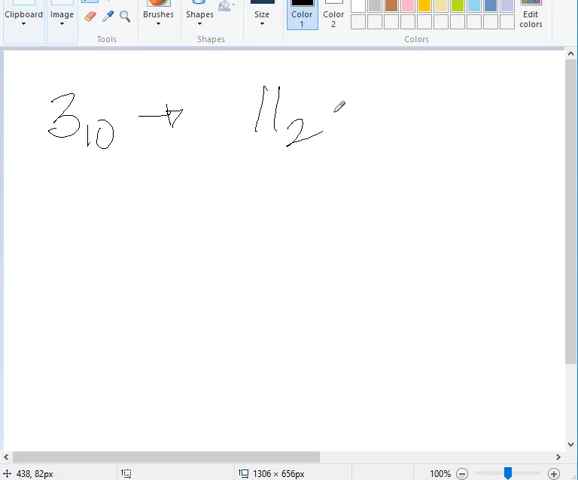 Clipboard Image Tools Brushes Shapes Shapes Size Color 1 Color 2 Colors Edit colors
3₁₀ → 11₂
438, 82px 1306 × 656px 100%